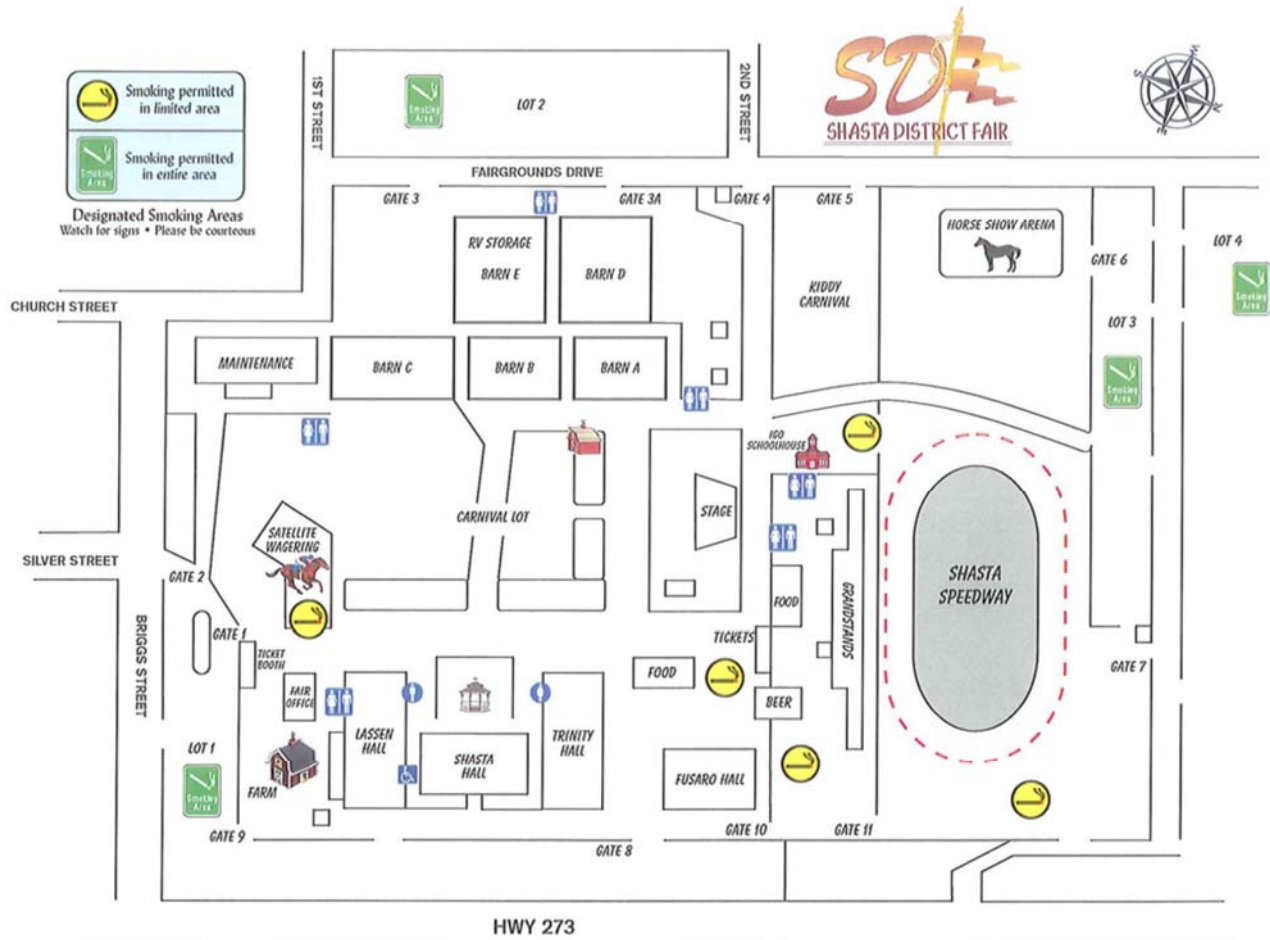 SDF
SHASTA DISTRICT FAIR
Smoking permitted
in limited area
Smoking
Area
Smoking permitted
in entire area
Designated Smoking Areas
Watch for signs • Please be courteous
1ST STREET
Smoking
Area
LOT 2
2ND STREET
N
S
W
E
FAIRGROUNDS DRIVE
GATE 3
GATE 3A
GATE 4
GATE 5
HORSE SHOW ARENA
LOT 4
Smoking
Area
GATE 6
RV STORAGE
BARN E
BARN D
KIDDY
CARNIVAL
CHURCH STREET
LOT 3
Smoking
Area
MAINTENANCE
BARN C
BARN B
BARN A
IGO
SCHOOLHOUSE
STAGE
CARNIVAL LOT
SATELLITE
WAGERING
SILVER STREET
GATE 2
SHASTA
SPEEDWAY
FOOD
GRANDSTANDS
BRIGGS STREET
GATE 1
TICKET
BOOTH
TICKETS
FOOD
GATE 7
FAIR
OFFICE
BEER
LASSEN
HALL
SHASTA
HALL
TRINITY
HALL
LOT 1
Smoking
Area
FARM
FUSARO HALL
GATE 9
GATE 8
GATE 10
GATE 11
HWY 273